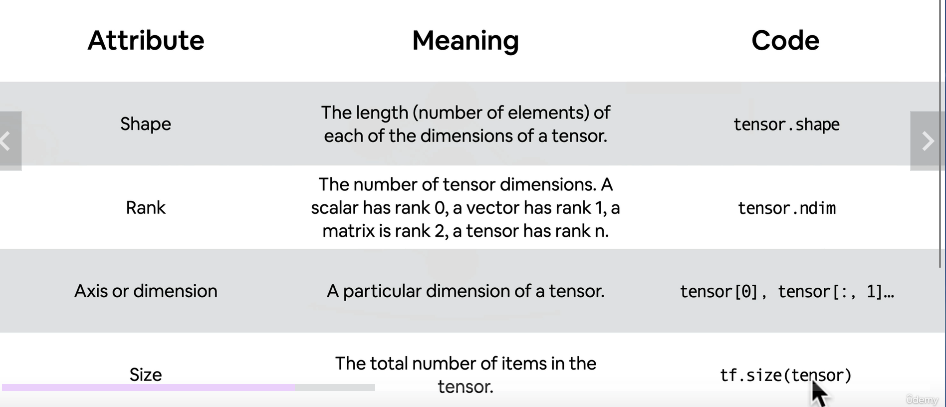 Attribute Meaning Code
Shape
The length (number of elements) of
each of the dimensions of a tensor.
tensor.shape
Rank
The number of tensor dimensions. A
scalar has rank 0, a vector has rank 1, a
matrix is rank 2, a tensor has rank n.
tensor.ndim
Axis or dimension
A particular dimension of a tensor.
tensor[0], tensor[:, 1]…
Size
The total number of items in the
tensor.
tf.size(tensor)
Udemy